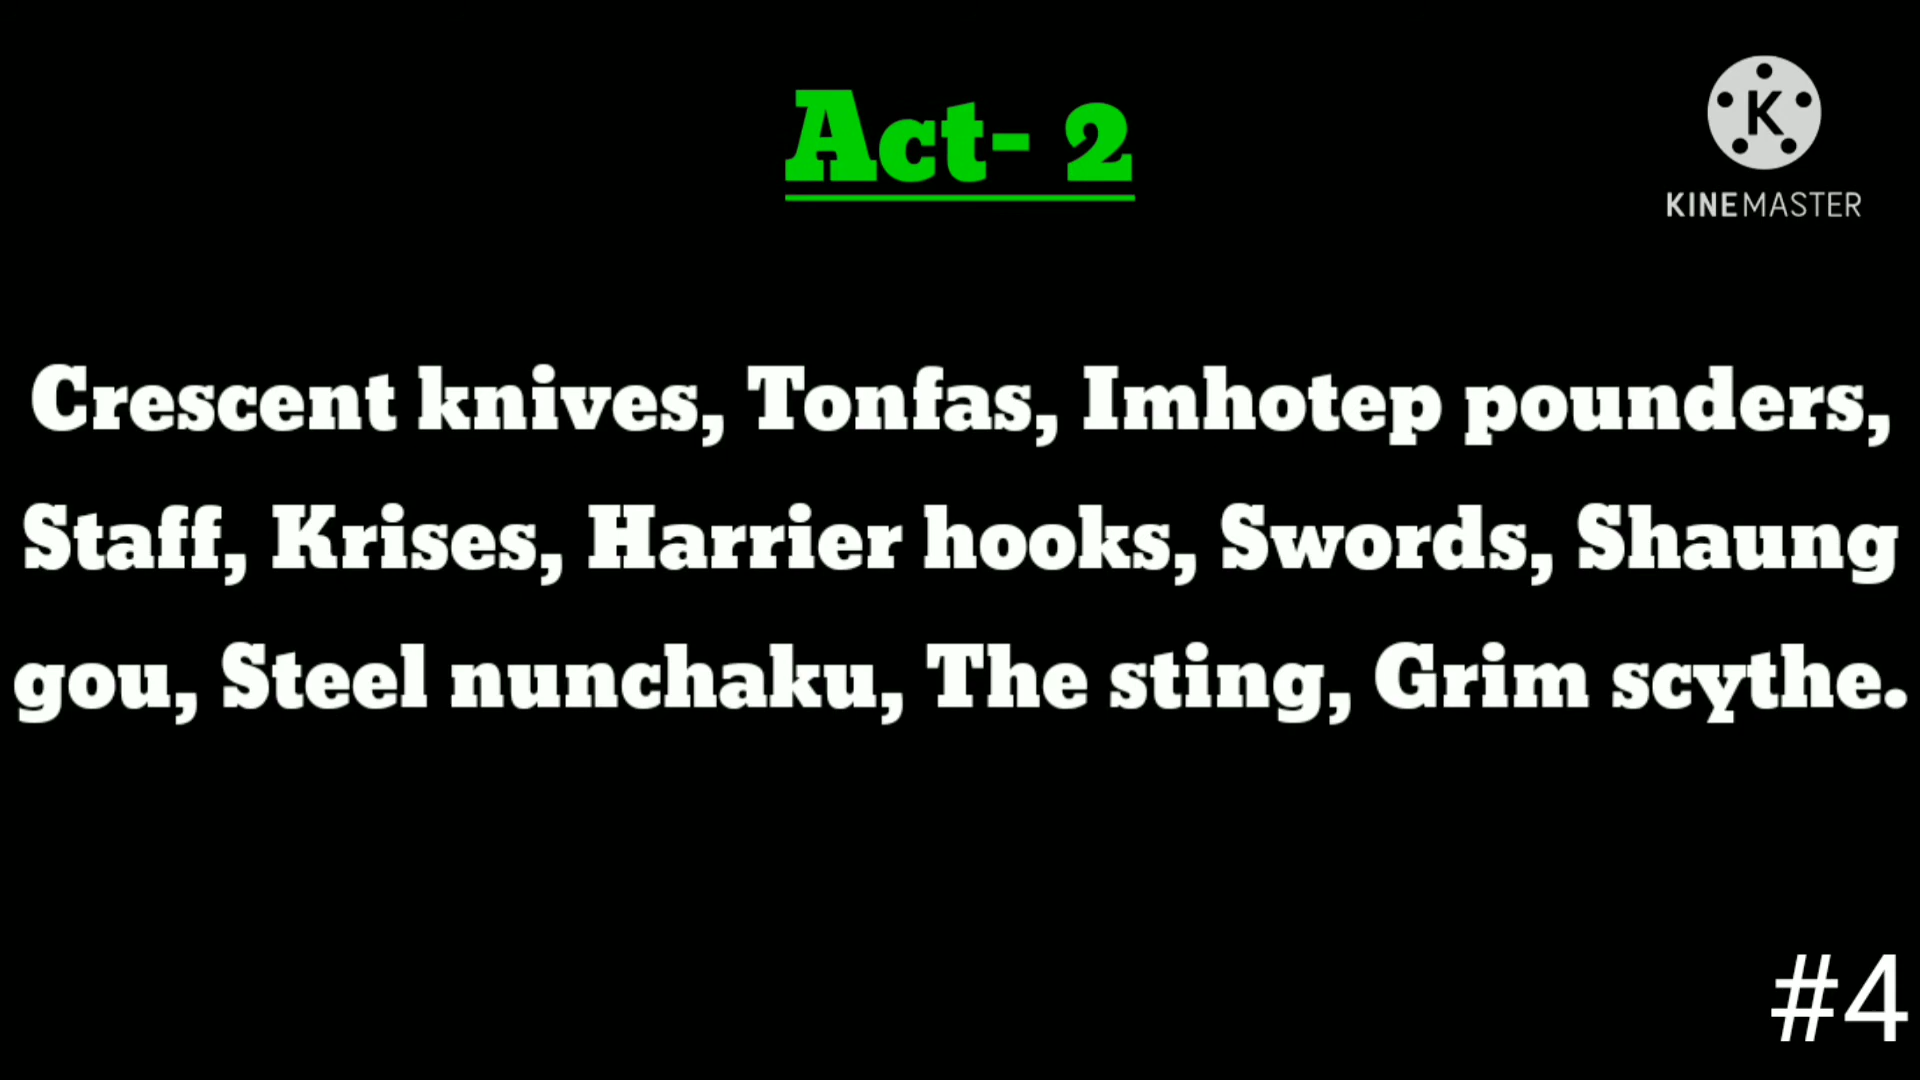 Act- 2
K
KINEMASTER
Crescent knives, Tonfas, Imhotep pounders,
Staff, Krises, Harrier hooks, Swords, Shaung
gou, Steel nunchaku, The sting, Grim scythe.
#4